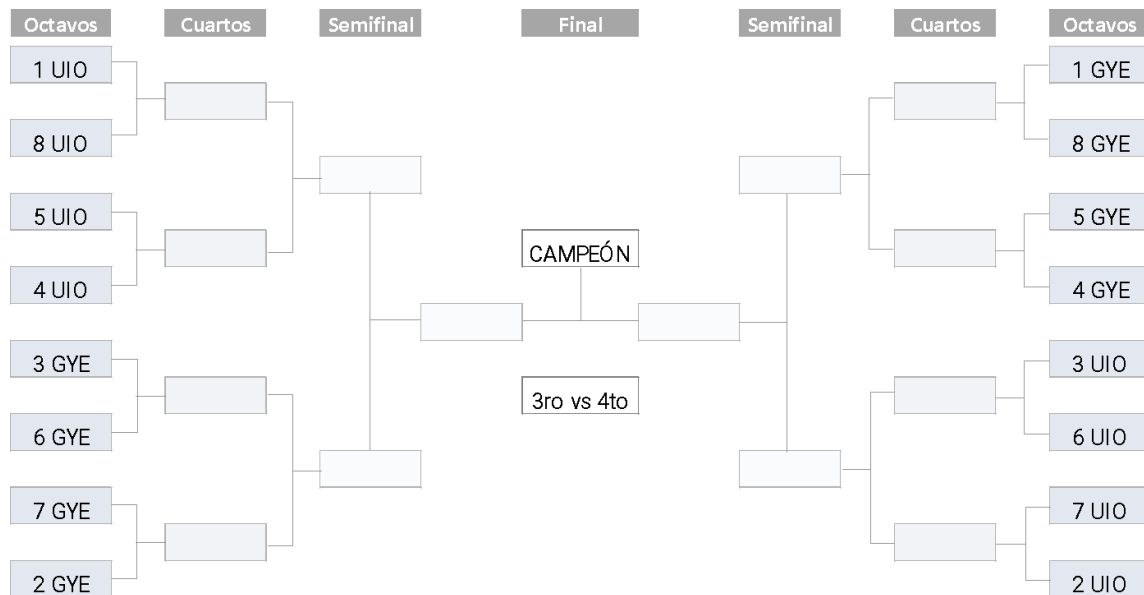 Octavos
Cuartos
Semifinal
Final
Semifinal
Cuartos
Octavos
1 UIO
1 GYE
8 UIO
8 GYE
5 UIO
5 GYE
CAMPEÓN
4 UIO
4 GYE
3 GYE
3 UIO
3ro vs 4to
6 GYE
6 UIO
7 GYE
7 UIO
2 GYE
2 UIO